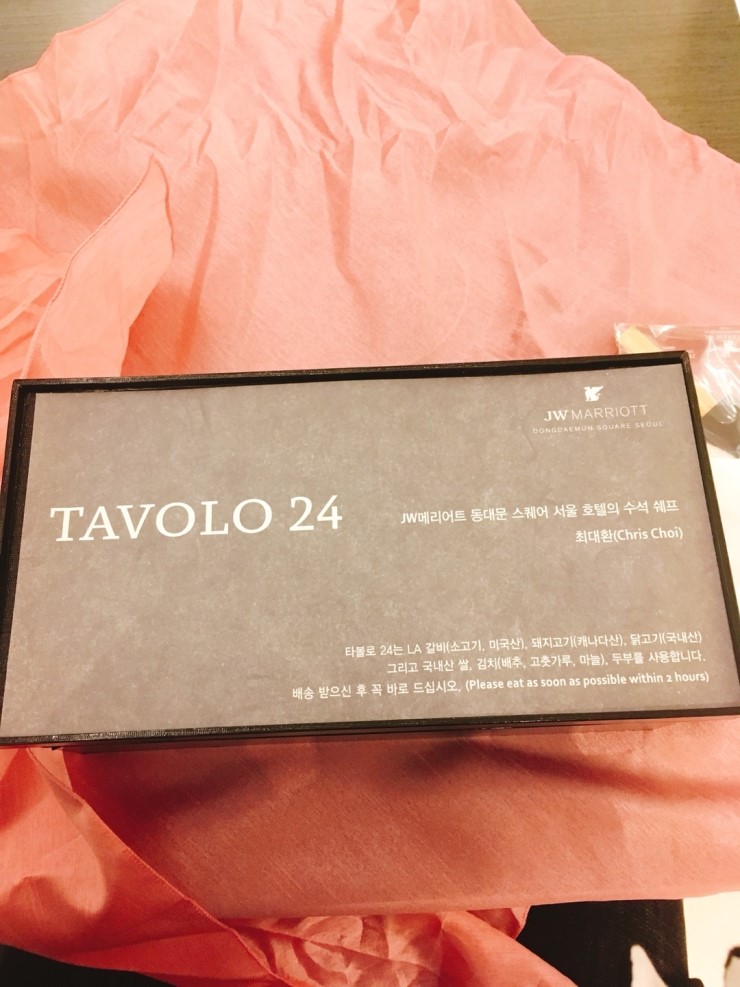 JW MARRIOTT
DONGDAEMUN SQUARE SEOUL
TAVOLO 24
JW메리어트 동대문 스퀘어 서울 호텔의 수석 쉐프
최대환(Chris Choi)
타볼로 24는 LA 갈비(소고기, 미국산), 돼지고기(캐나다산), 닭고기(국내산)
그리고 국내산 쌀, 김치(배추, 고춧가루, 마늘), 두부를 사용합니다.
배송 받으신 후 꼭 바로 드십시오, (Please eat as soon as possible within 2 hours)